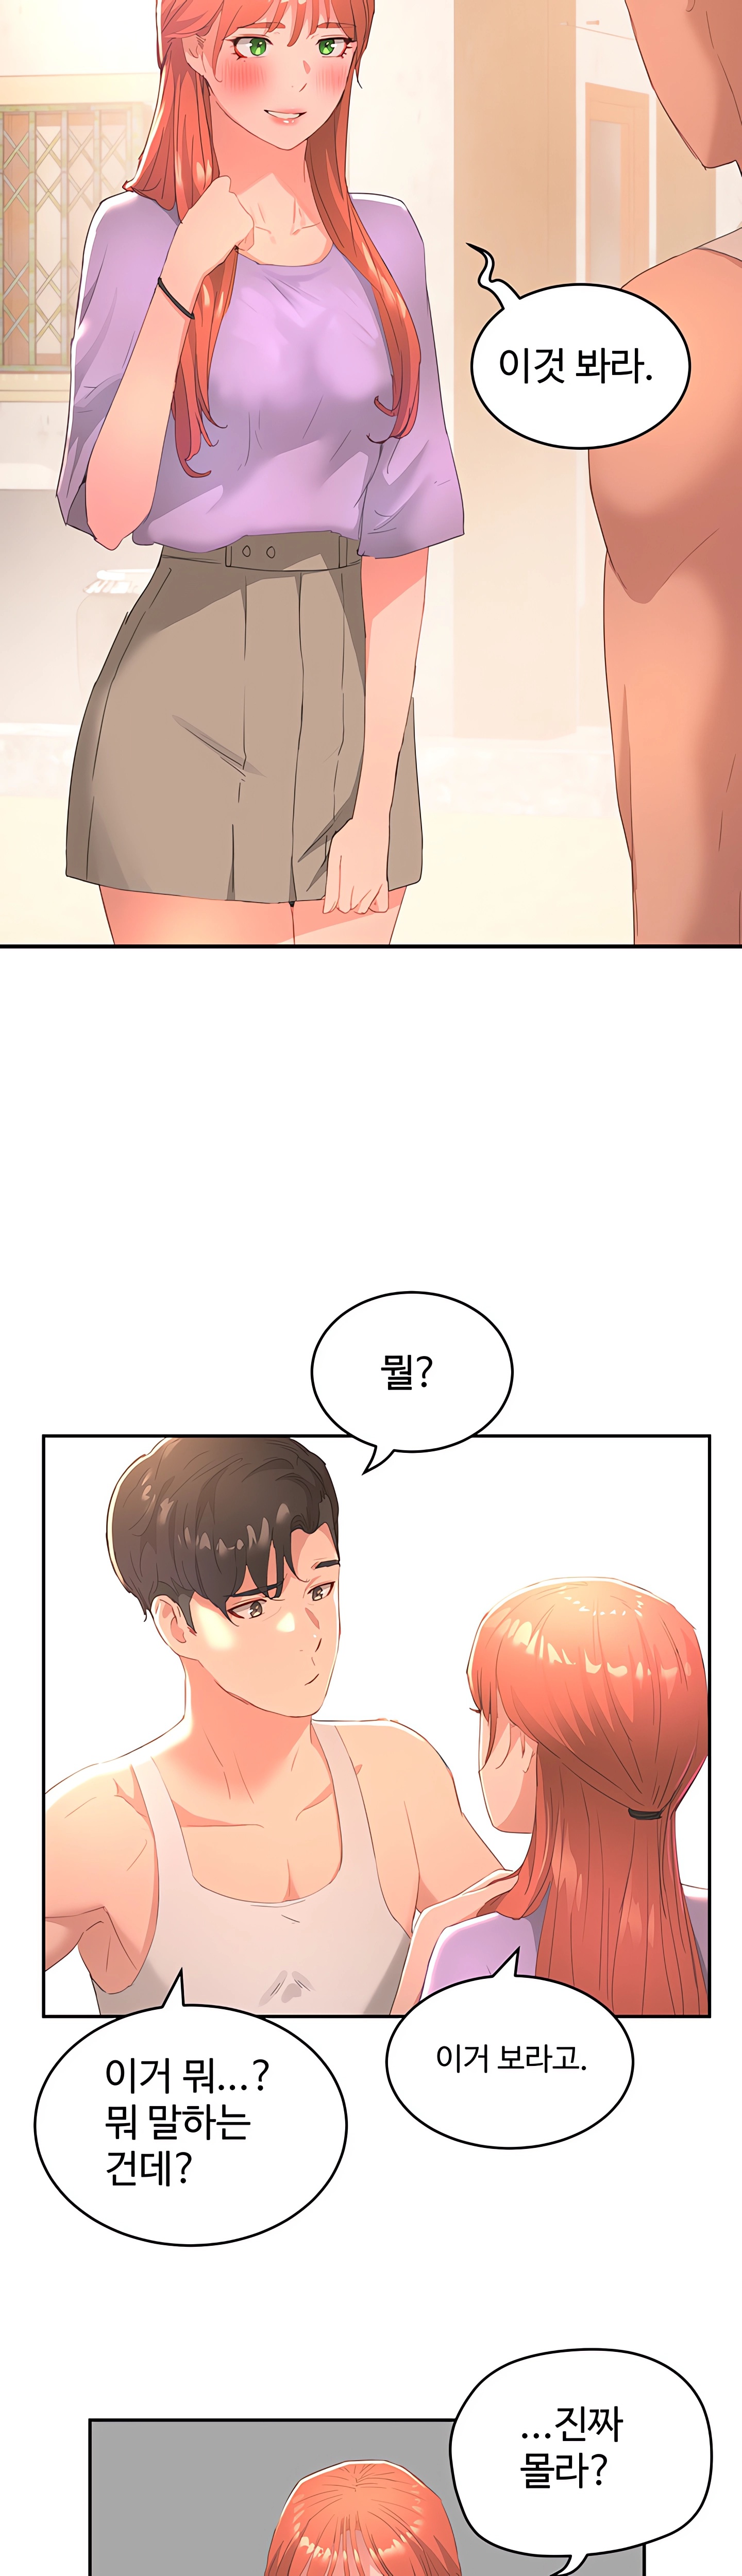 이것 봐라.
뭘?
이거 보라고.
이거 뭐...?
뭐 말하는
건데?
...진짜
몰라?